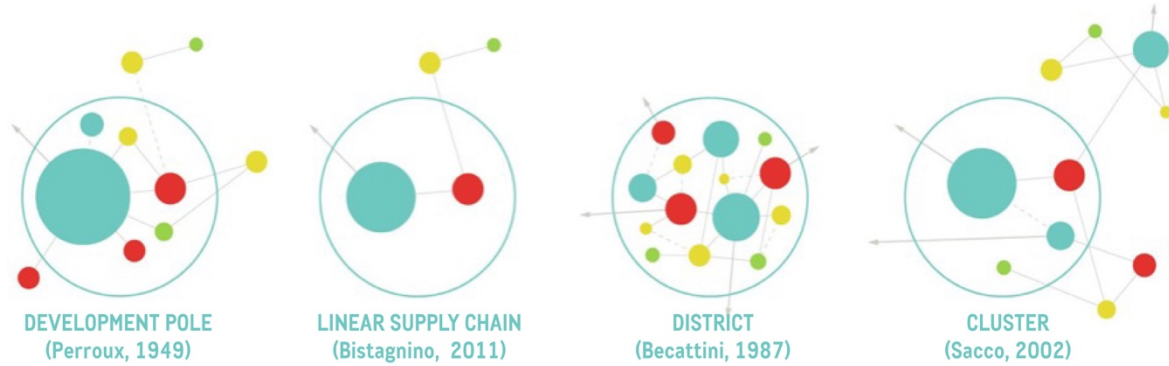 DEVELOPMENT POLE
(Perroux, 1949)
LINEAR SUPPLY CHAIN
(Bistagnino, 2011)
DISTRICT
(Becattini, 1987)
CLUSTER
(Sacco, 2002)